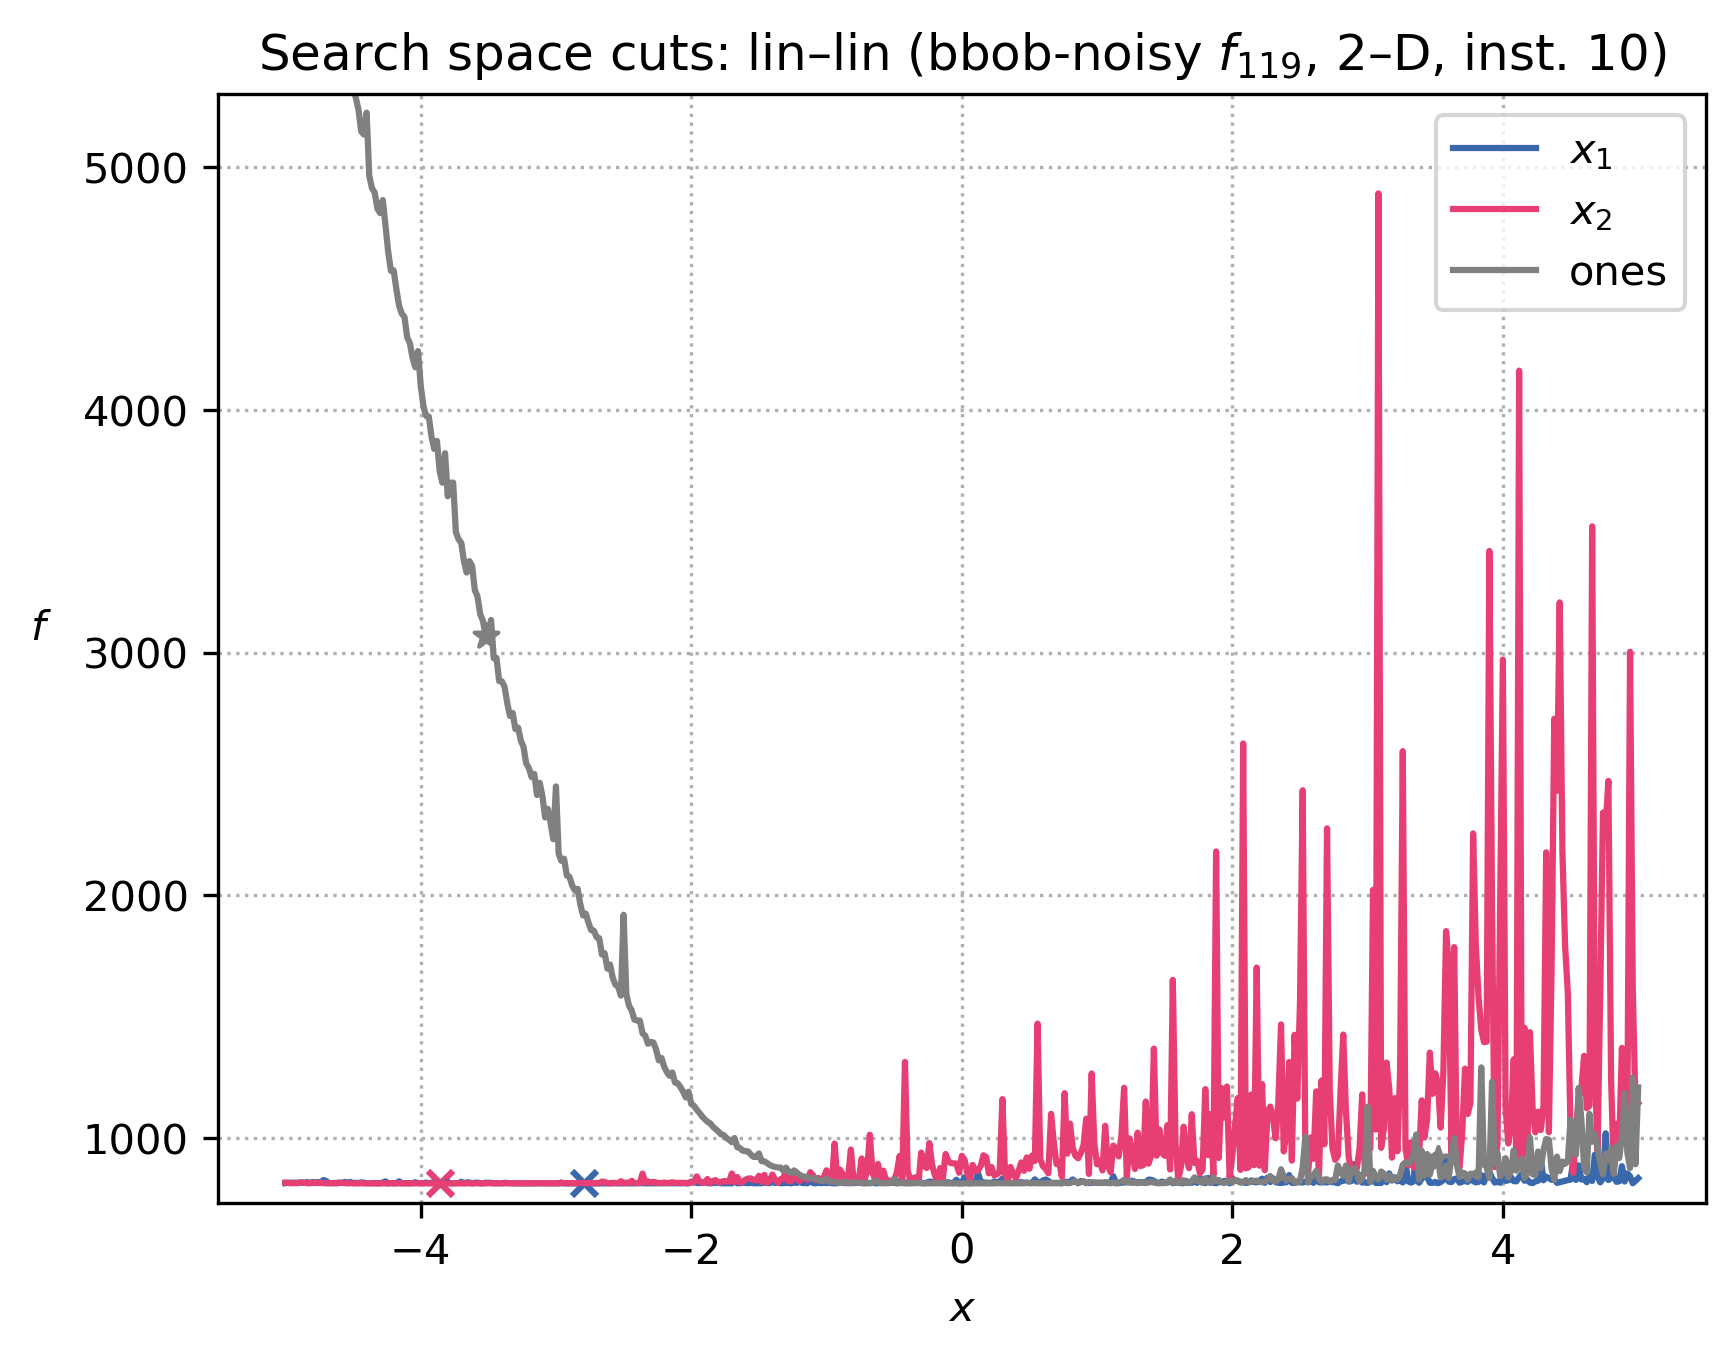 Search space cuts: lin–lin (bbob-noisy f₁₁₉, 2–D, inst. 10)
x₁
x₂
ones
5000
4000
3000
2000
1000
f
−4
−2
0
2
4
x